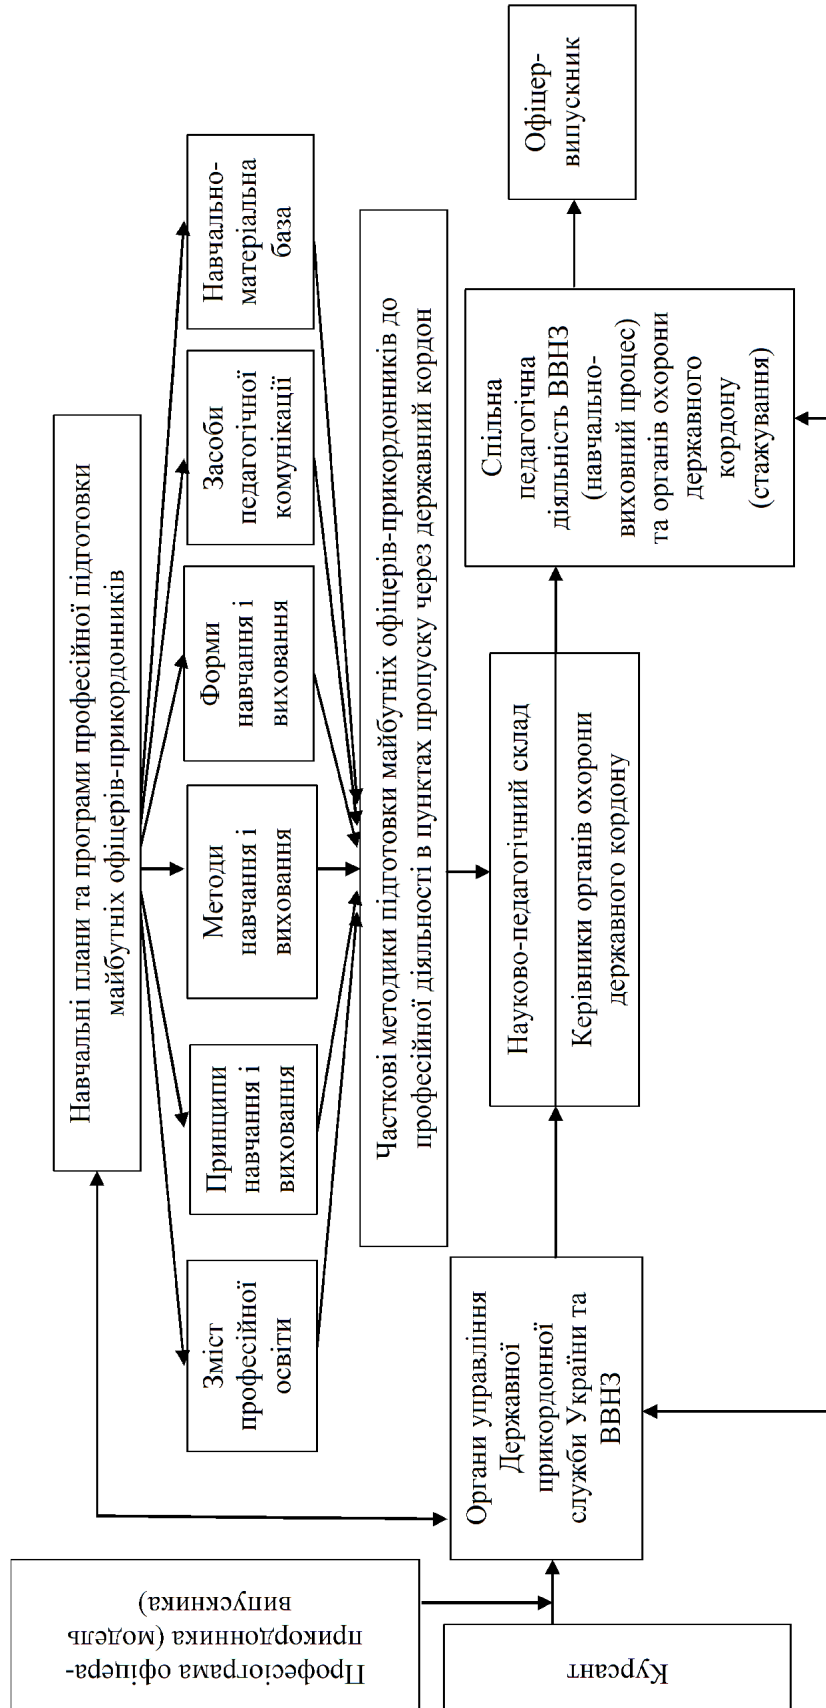 Навчальні плани та програми професійної підготовки
майбутніх офіцерів-прикордонників
Зміст
професійної
освіти
Принципи
навчання і
виховання
Методи
навчання і
виховання
Форми
навчання і
виховання
Засоби
педагогічної
комунікації
Навчально-
матеріальна
база
Часткові методики підготовки майбутніх офіцерів-прикордонників до
професійної діяльності в пунктах пропуску через державний кордон
Професіограма офіцера-
прикордонника (модель
випускника)
Курсант
Органи управління
Державної
прикордонної
служби України та
ВВНЗ
Науково-педагогічний склад
Керівники органів охорони
державного кордону
Спільна
педагогічна
діяльність ВВНЗ
(навчально-
виховний процес)
та органів охорони
державного
кордону
(стажування)
Офіцер-
випускник